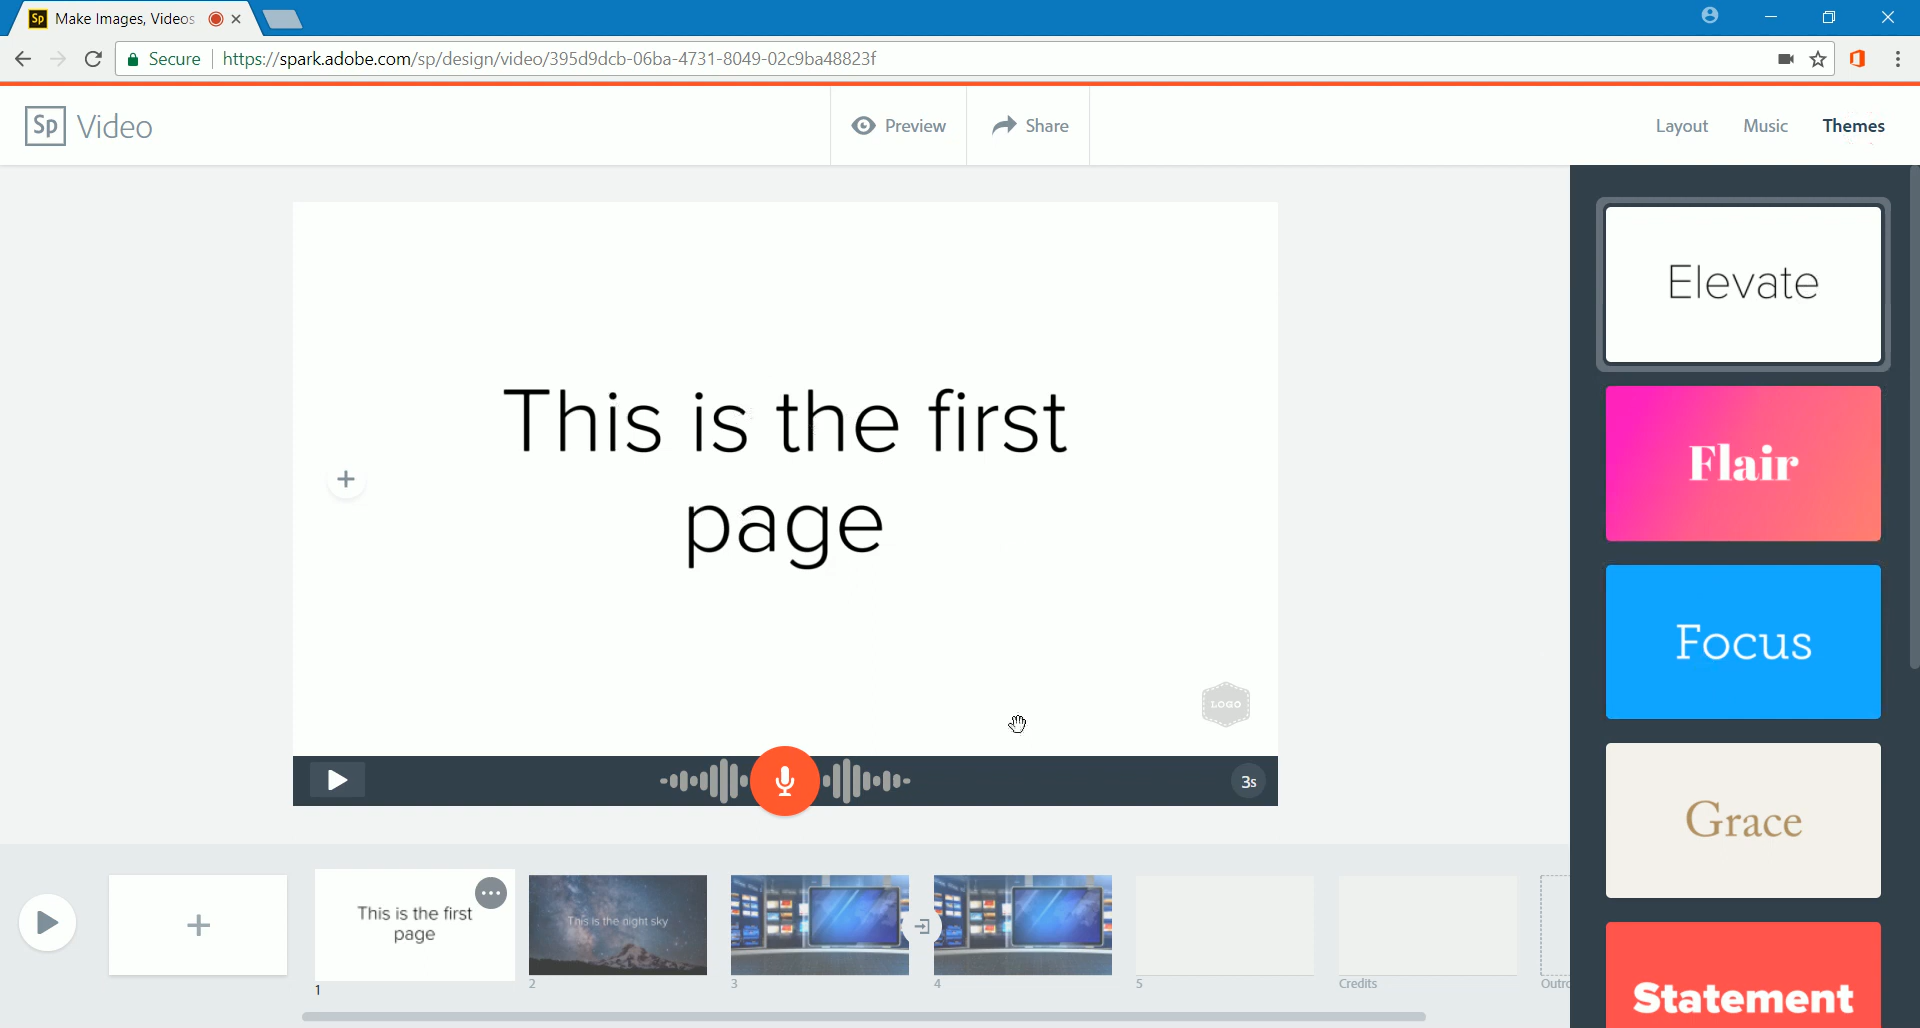 Sp Make Images, Videos
Secure https://spark.adobe.com/sp/design/video/395d9dcb-06ba-4731-8049-02c9ba48823f
Sp Video
Preview
Share
Layout
Music
Themes
This is the first
page
LOGO
3s
Elevate
Flair
Focus
Grace
Statement
This is the first
page
1
This is the night sky
2
3
4
5
Credits
Outro